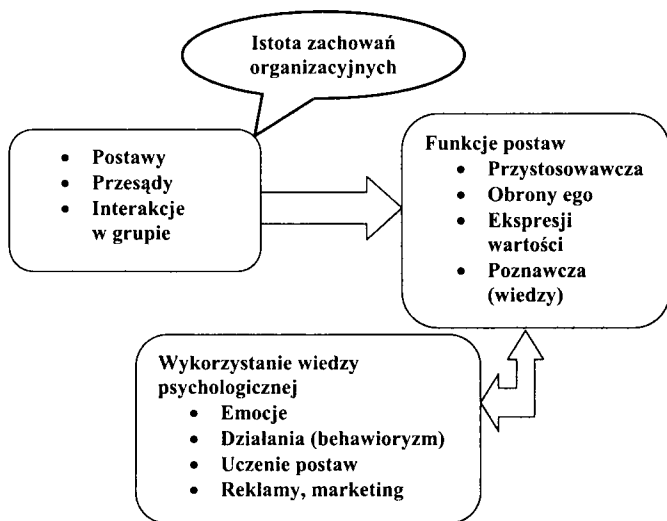 Istota zachowań
organizacyjnych
• Postawy
• Przesądy
• Interakcje
w grupie
Funkcje postaw
• Przystosowawcza
• Obrony ego
• Ekspresji
wartości
• Poznawcza
(wiedzy)
Wykorzystanie wiedzy
psychologicznej
• Emocje
• Działania (behawioryzm)
• Uczenie postaw
• Reklamy, marketing